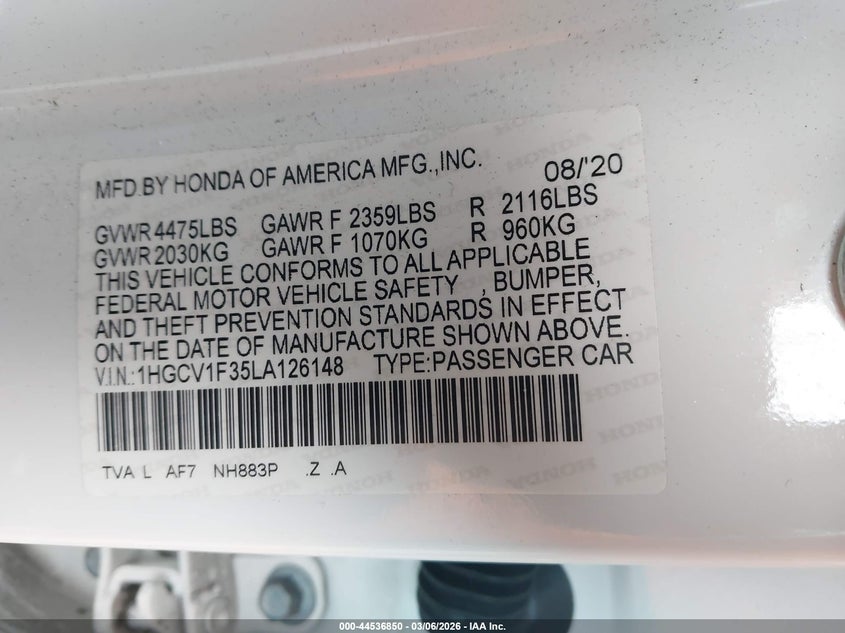 MFD.BY HONDA OF AMERICA MFG.,INC. 08/'20
GVWR 4475LBS GAWR F 2359LBS R 2116LBS
GVWR 2030KG GAWR F 1070KG R 960KG
THIS VEHICLE CONFORMS TO ALL APPLICABLE
FEDERAL MOTOR VEHICLE SAFETY , BUMPER,
AND THEFT PREVENTION STANDARDS IN EFFECT
ON THE DATE OF MANUFACTURE SHOWN ABOVE.
V.I.N.:1HGCV1F35LA126148 TYPE:PASSENGER CAR
TVA L AF7 NH883P .Z .A
HONDA HONDA HONDA
000-44536850 - 03/06/2026 - IAA Inc.